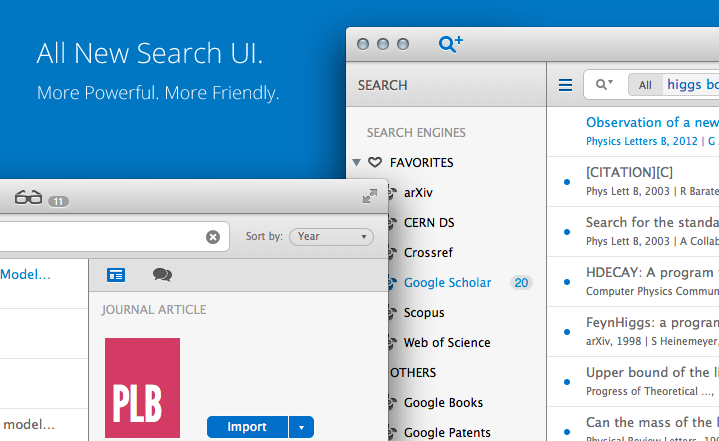 All New Search UI.
More Powerful. More Friendly.
SEARCH
SEARCH ENGINES
FAVORITES
arXiv
CERN DS
Crossref
Google Scholar 20
Scopus
Web of Science
OTHERS
Google Books
Google Patents
All higgs bo
Observation of a new
Physics Letters B, 2012 | G
[CITATION][C]
Phys Lett B, 2003 | R Barate
Search for the standa
Phys Lett B, 2003 | A Collab
HDECAY: A program
Computer Physics Commun
FeynHiggs: a program
arXiv, 1998 | S Heinemeyer,
Upper bound of the li
Progress of Theoretical ...,
Can the mass of the l
Physical Review Letters, 1996
11
Sort by: Year
Model...
JOURNAL ARTICLE
PLB
Import
model...